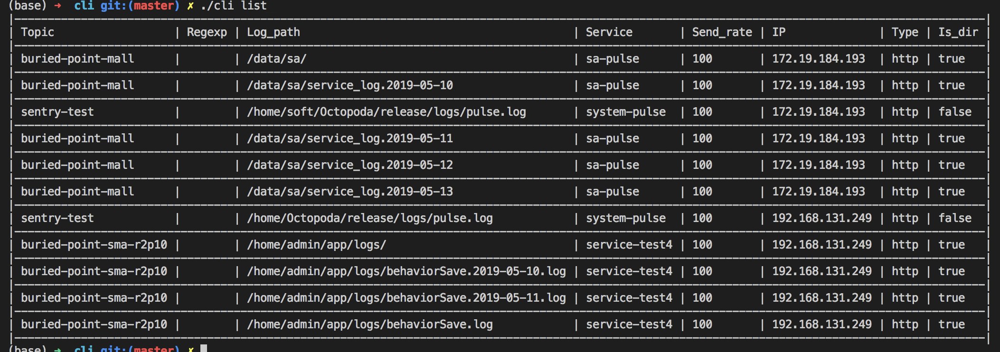 (base) ➜ cli git:(master) ✗ ./cli list
| Topic | Regexp | Log_path | Service | Send_rate | IP | Type | Is_dir |
| buried-point-mall | | /data/sa/ | sa-pulse | 100 | 172.19.184.193 | http | true |
| buried-point-mall | | /data/sa/service_log.2019-05-10 | sa-pulse | 100 | 172.19.184.193 | http | true |
| sentry-test | | /home/soft/Octopoda/release/logs/pulse.log | system-pulse | 100 | 172.19.184.193 | http | false |
| buried-point-mall | | /data/sa/service_log.2019-05-11 | sa-pulse | 100 | 172.19.184.193 | http | true |
| buried-point-mall | | /data/sa/service_log.2019-05-12 | sa-pulse | 100 | 172.19.184.193 | http | true |
| buried-point-mall | | /data/sa/service_log.2019-05-13 | sa-pulse | 100 | 172.19.184.193 | http | true |
| sentry-test | | /home/Octopoda/release/logs/pulse.log | system-pulse | 100 | 192.168.131.249 | http | false |
| buried-point-sma-r2p10 | | /home/admin/app/logs/ | service-test4 | 100 | 192.168.131.249 | http | true |
| buried-point-sma-r2p10 | | /home/admin/app/logs/behaviorSave.2019-05-10.log | service-test4 | 100 | 192.168.131.249 | http | true |
| buried-point-sma-r2p10 | | /home/admin/app/logs/behaviorSave.2019-05-11.log | service-test4 | 100 | 192.168.131.249 | http | true |
| buried-point-sma-r2p10 | | /home/admin/app/logs/behaviorSave.log | service-test4 | 100 | 192.168.131.249 | http | true |
(base) ➜ cli git:(master) ✗